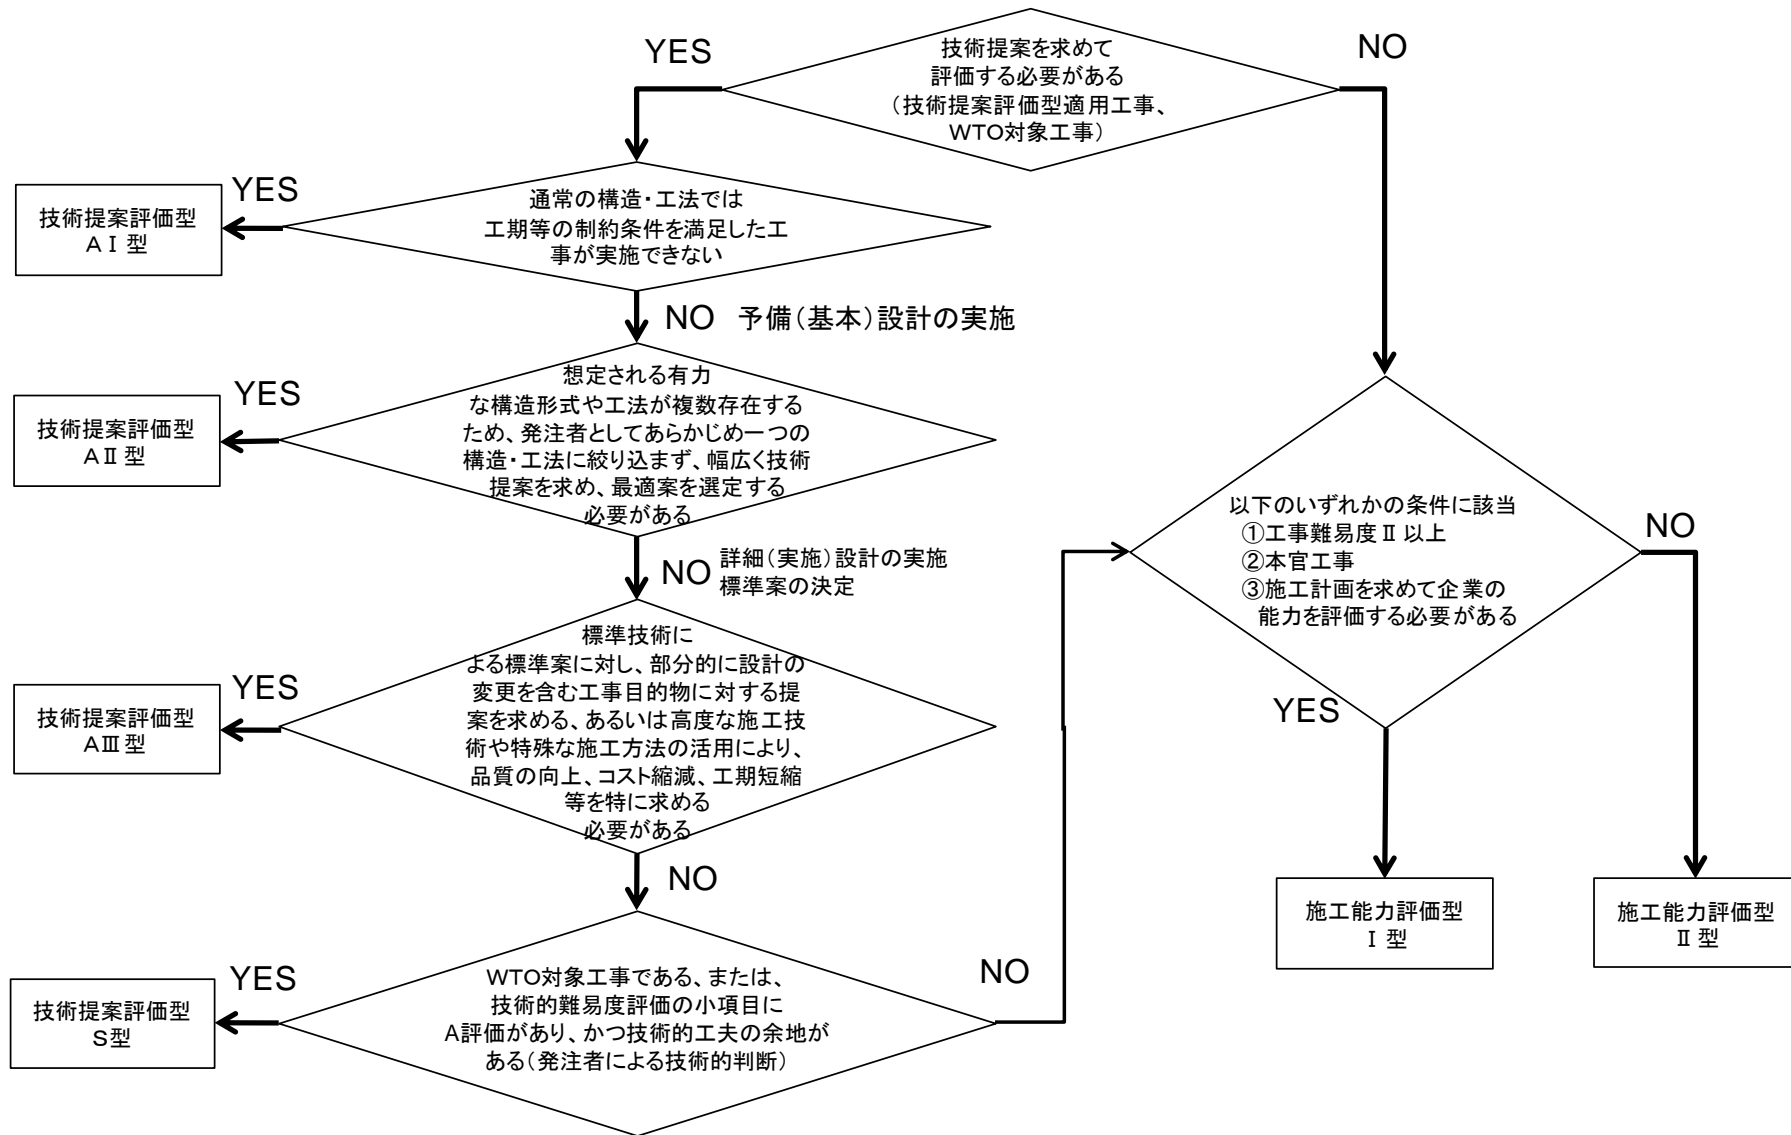 技術提案を求めて
評価する必要がある
（技術提案評価型適用工事、
WTO対象工事）
YES
NO
通常の構造・工法では
工期等の制約条件を満足した工
事が実施できない
YES
技術提案評価型
AⅠ型
NO 予備（基本）設計の実施
想定される有力
な構造形式や工法が複数存在する
ため、発注者としてあらかじめ一つの
構造・工法に絞り込まず、幅広く技術
提案を求め、最適案を選定する
必要がある
YES
技術提案評価型
AⅡ型
NO
詳細（実施）設計の実施
標準案の決定
標準技術に
よる標準案に対し、部分的に設計の
変更を含む工事目的物に対する提
案を求める、あるいは高度な施工技
術や特殊な施工方法の活用により、
品質の向上、コスト縮減、工期短縮
等を特に求める
必要がある
YES
技術提案評価型
AⅢ型
NO
WTO対象工事である、または、
技術的難易度評価の小項目に
A評価があり、かつ技術的工夫の余地が
ある（発注者による技術的判断）
YES
技術提案評価型
S型
NO
以下のいずれかの条件に該当
①工事難易度Ⅱ以上
②本官工事
③施工計画を求めて企業の
能力を評価する必要がある
YES
NO
施工能力評価型
Ⅰ型
施工能力評価型
Ⅱ型